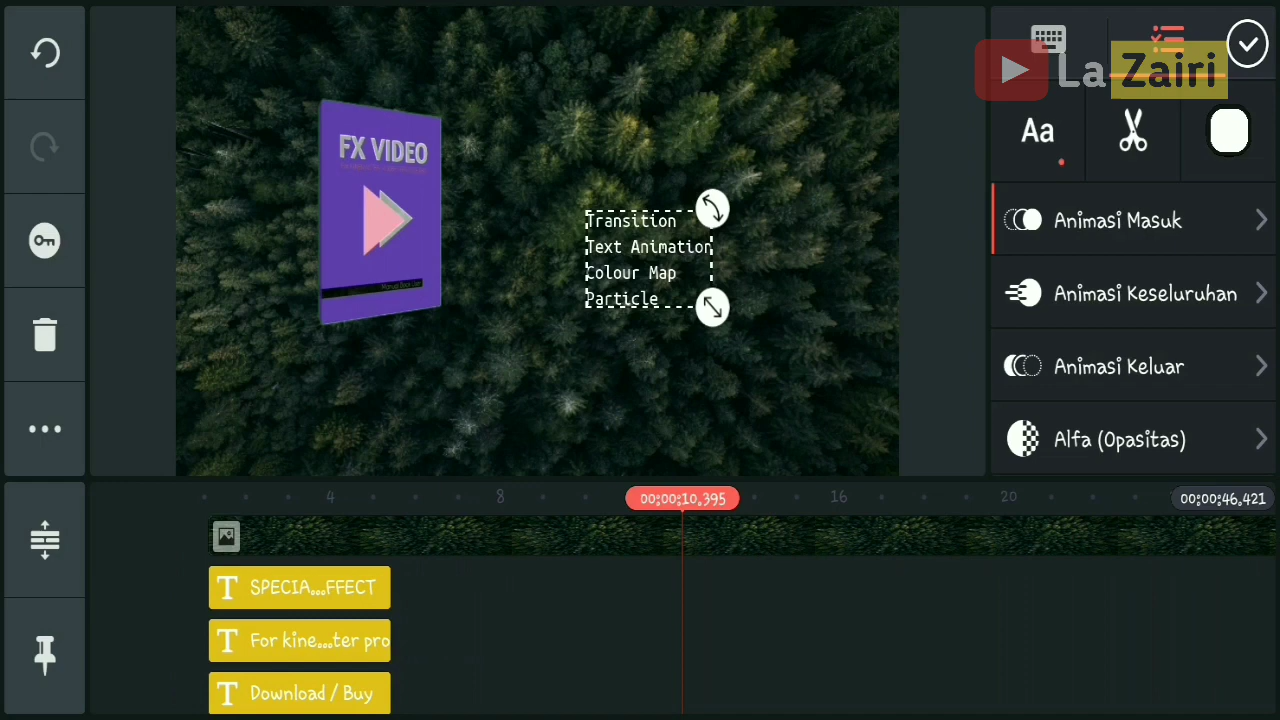 La Zairi
Aa
FX VIDEO
Transition
Text Animation
Colour Map
Particle
Animasi Masuk
Animasi Keseluruhan
Animasi Keluar
Alfa (Opasitas)
4
8
00:00:10.395
16
20
00:00:46.421
T SPECIA...FFECT
T For kine...ter pro
T Download / Buy